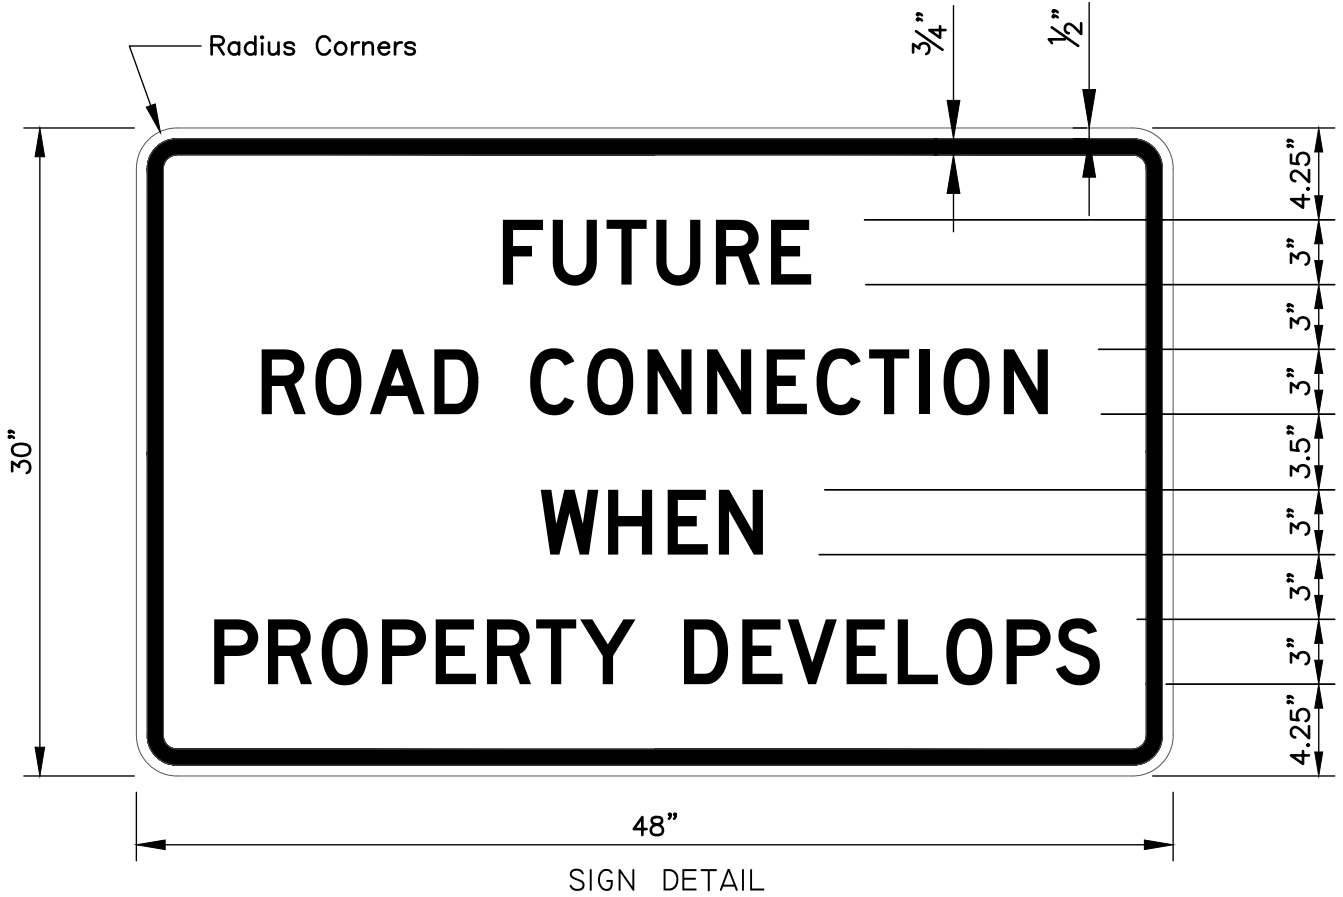 Radius Corners
3/4”
1/2”
4.25”
FUTURE
3”
3”
ROAD CONNECTION
3”
30”
3.5”
WHEN
3”
3”
PROPERTY DEVELOPS
3”
4.25”
48”
SIGN DETAIL